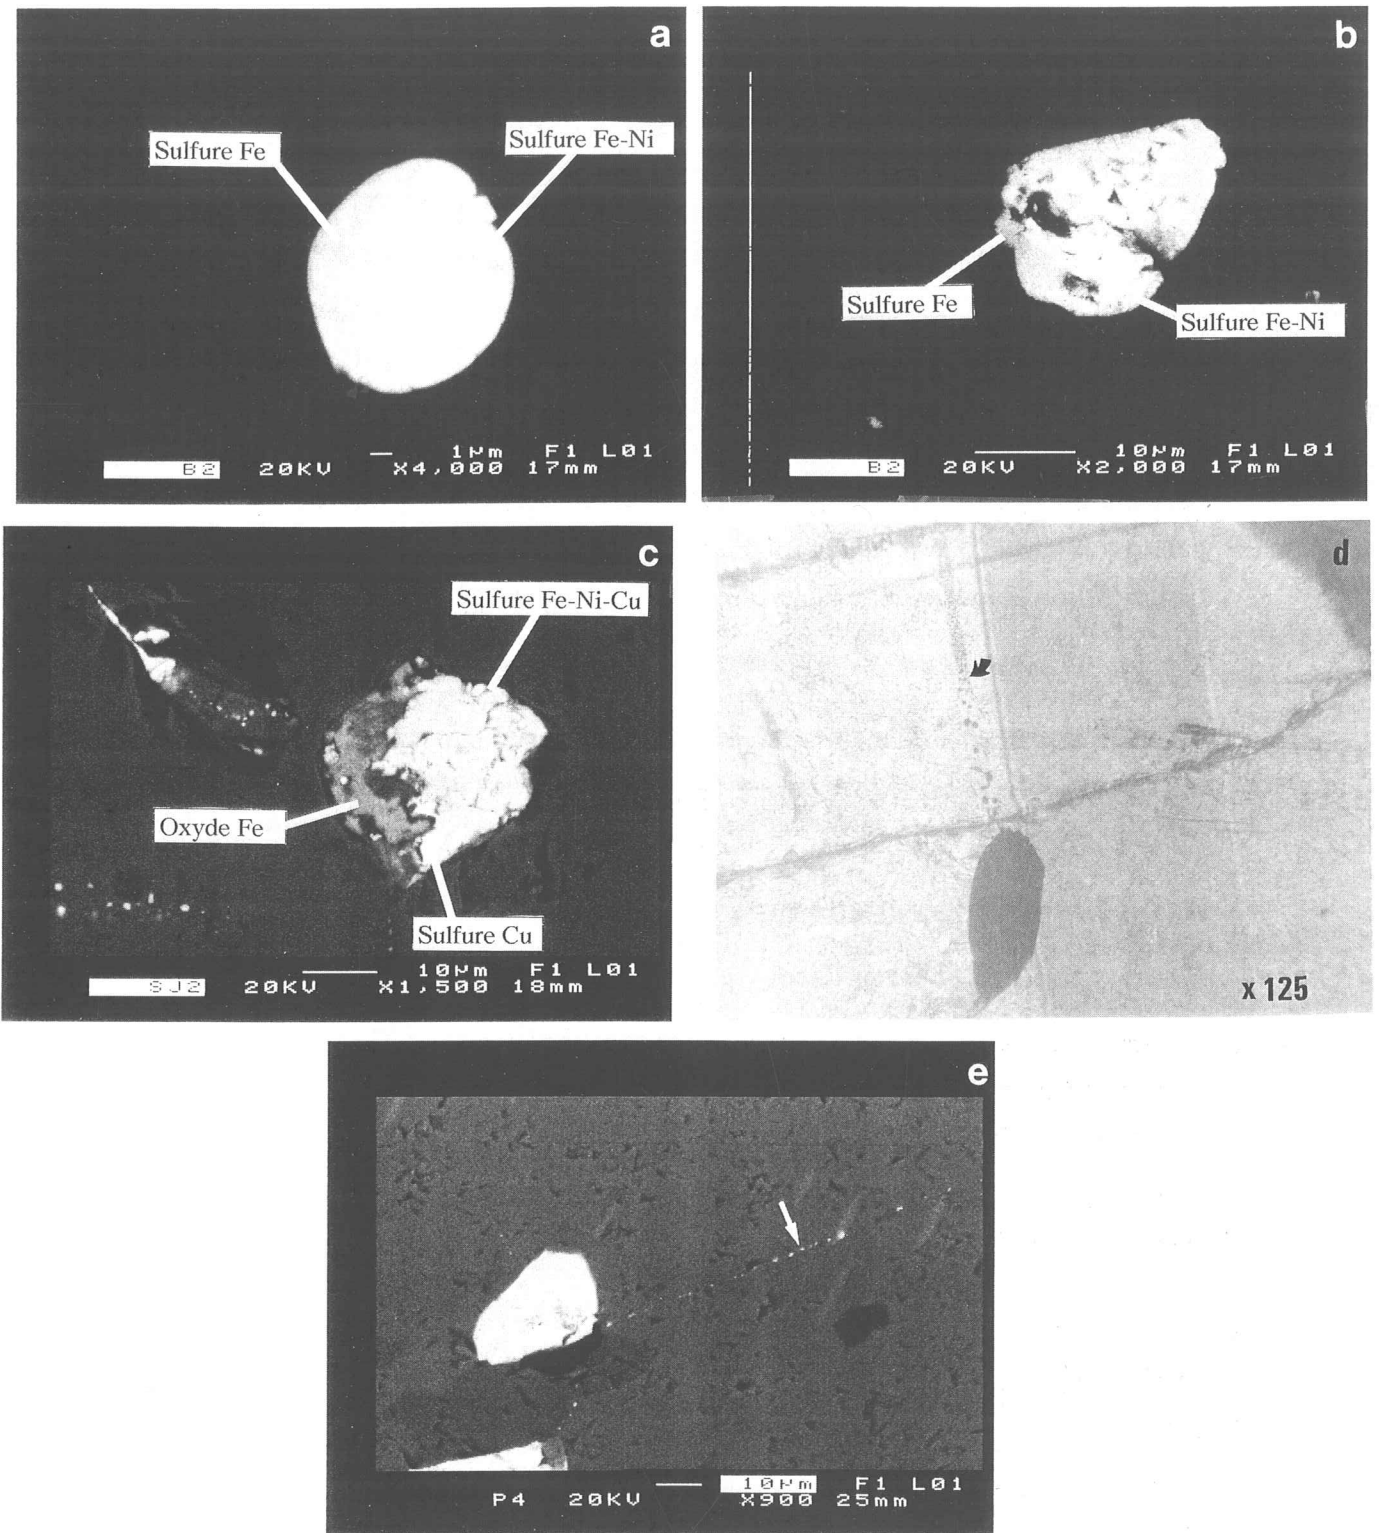 a
Sulfure Fe
Sulfure Fe-Ni
1µm F1 L01
B2 20KV X4,000 17mm
b
Sulfure Fe
Sulfure Fe-Ni
10µm F1 L01
B2 20KV X2,000 17mm
c
Sulfure Fe-Ni-Cu
Oxyde Fe
Sulfure Cu
10µm F1 L01
SJ2 20KV X1,500 18mm
d
x 125
e
10µm F1 L01
P4 20KV X900 25mm